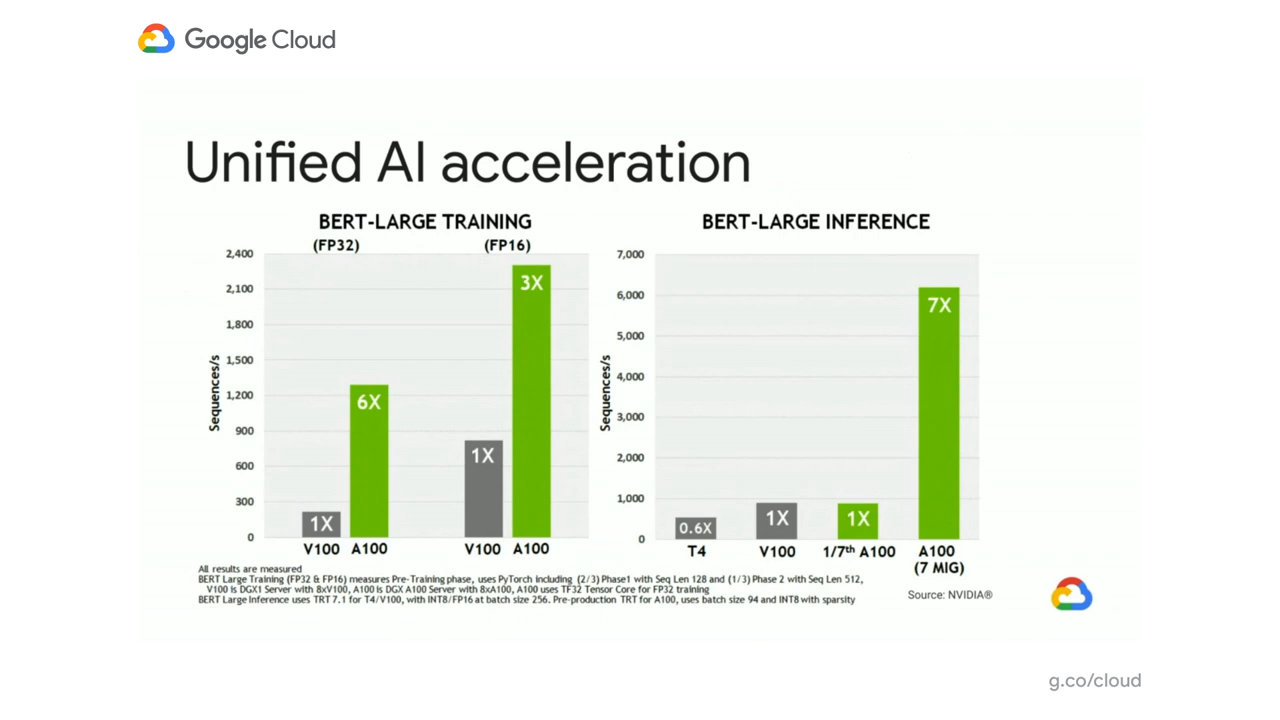 Google Cloud
Unified AI acceleration
BERT-LARGE TRAINING
(FP32)
(FP16)
2,400
2,100
1,800
1,500
1,200
900
600
300
0
Sequences/s
1X
6X
1X
3X
V100 A100
V100 A100
BERT-LARGE INFERENCE
7,000
6,000
5,000
4,000
3,000
2,000
1,000
0
Sequences/s
0.6X
1X
1X
7X
T4
V100
1/7th A100
A100
(7 MIG)
All results are measured
BERT Large Training (FP32 & FP16) measures Pre-Training phase, uses PyTorch including (2/3) Phase1 with Seq Len 128 and (1/3) Phase 2 with Seq Len 512,
V100 is DGX1 Server with 8xV100, A100 is DGX A100 Server with 8xA100, A100 uses TF32 Tensor Core for FP32 training
BERT Large Inference uses TRT 7.1 for T4/V100, with INT8/FP16 at batch size 256. Pre-production TRT for A100, uses batch size 94 and INT8 with sparsity
Source: NVIDIA®
g.co/cloud